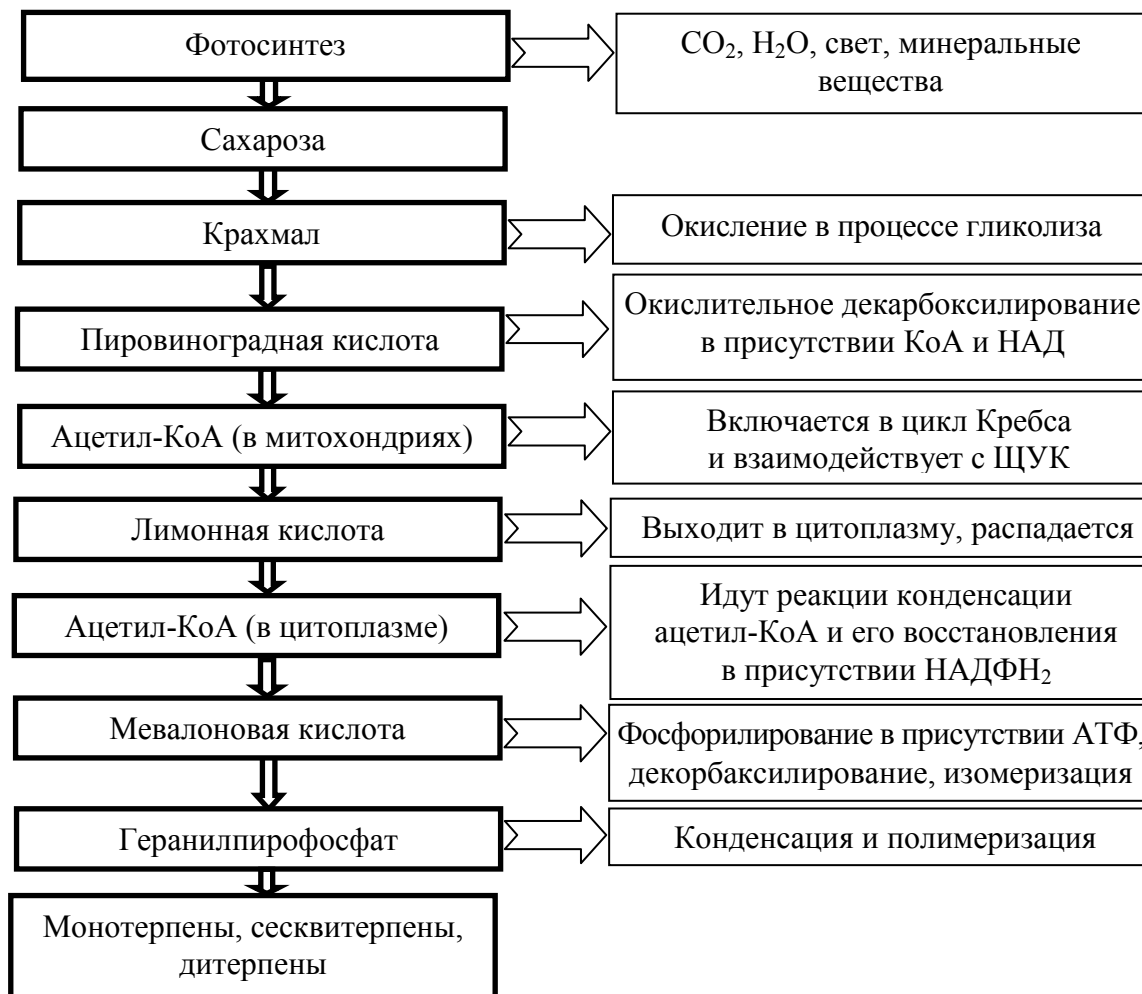 Фотосинтез
CO₂, H₂O, свет, минеральные
вещества
Сахароза
Крахмал
Окисление в процессе гликолиза
Пировиноградная кислота
Окислительное декарбоксилирование
в присутствии КоА и НАД
Ацетил-КоА (в митохондриях)
Включается в цикл Кребса
и взаимодействует с ЩУК
Лимонная кислота
Выходит в цитоплазму, распадается
Ацетил-КоА (в цитоплазме)
Идут реакции конденсации
ацетил-КоА и его восстановления
в присутствии НАДФН₂
Мевалоновая кислота
Фосфорилирование в присутствии АТФ,
декорбаксилирование, изомеризация
Геранилпирофосфат
Конденсация и полимеризация
Монотерпены, сесквитерпены,
дитерпены